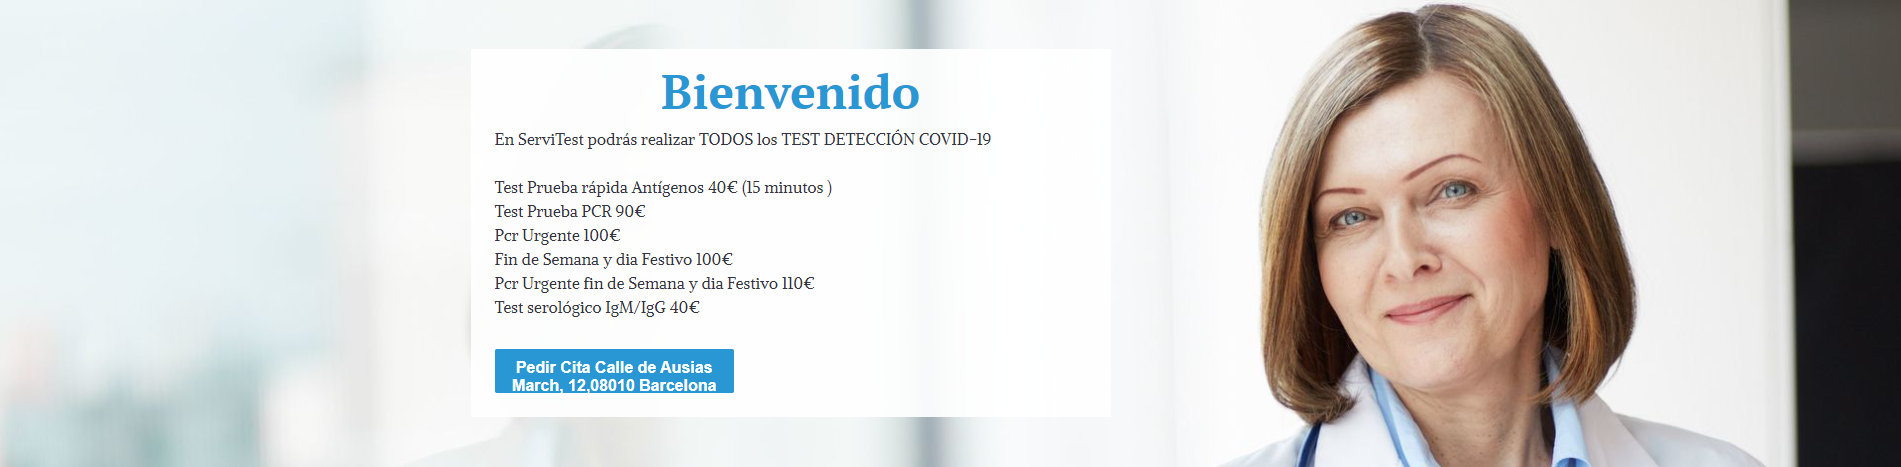 Bienvenido
En ServiTest podrás realizar TODOS los TEST DETECCIÓN COVID-19
Test Prueba rápida Antígenos 40€ (15 minutos )
Test Prueba PCR 90€
Pcr Urgente 100€
Fin de Semana y dia Festivo 100€
Pcr Urgente fin de Semana y dia Festivo 110€
Test serológico IgM/IgG 40€
Pedir Cita Calle de Ausias
March, 12,08010 Barcelona